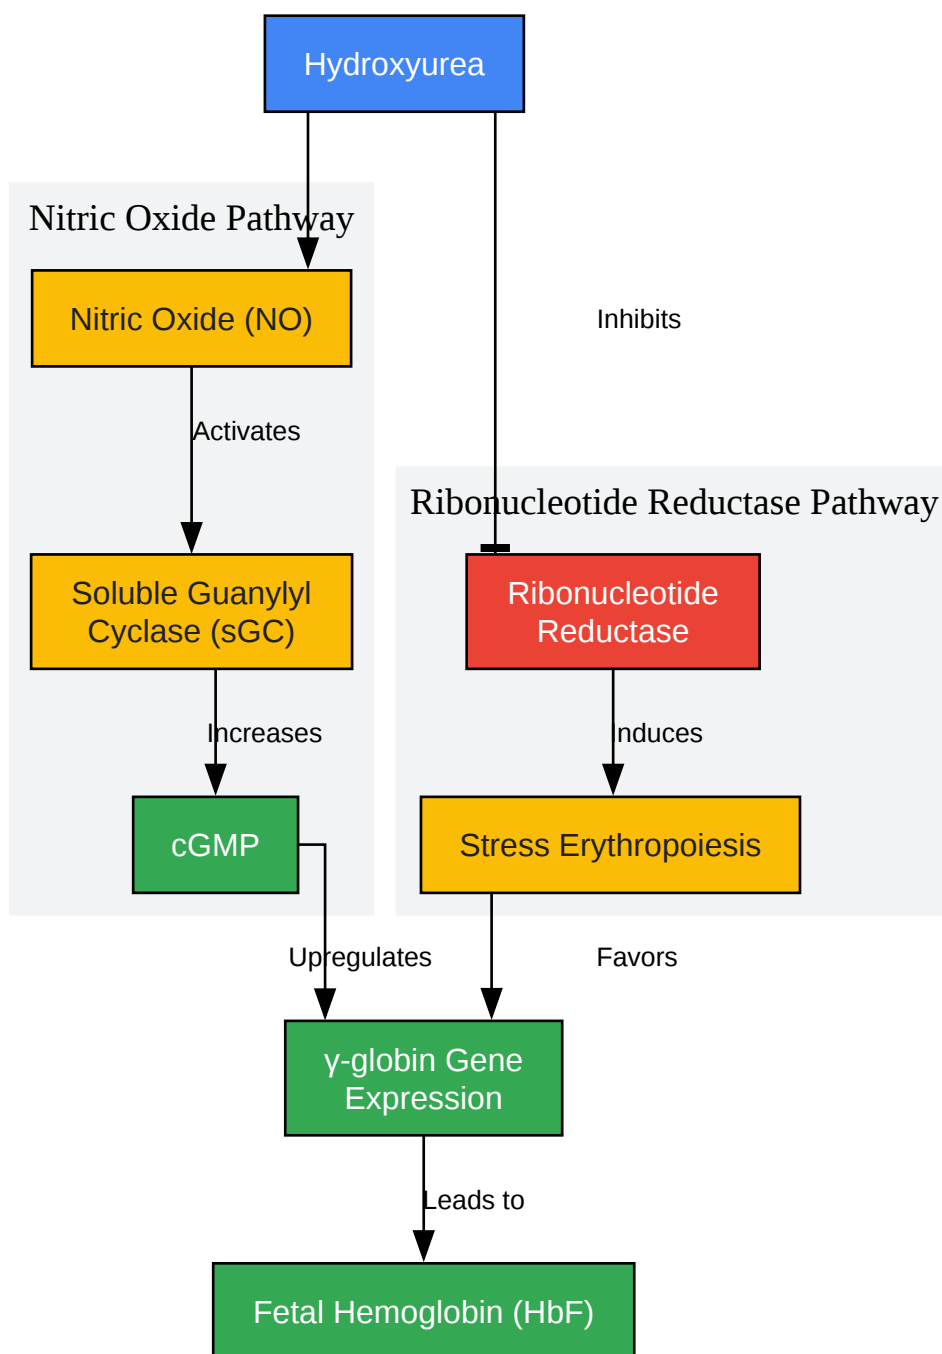 Hydroxyurea
Nitric Oxide Pathway
Nitric Oxide (NO)
Inhibits
Activates
Ribonucleotide Reductase Pathway
Soluble Guanylyl
Cyclase (sGC)
Ribonucleotide
Reductase
Increases
Induces
cGMP
Stress Erythropoiesis
Upregulates
Favors
γ-globin Gene
Expression
Leads to
Fetal Hemoglobin (HbF)